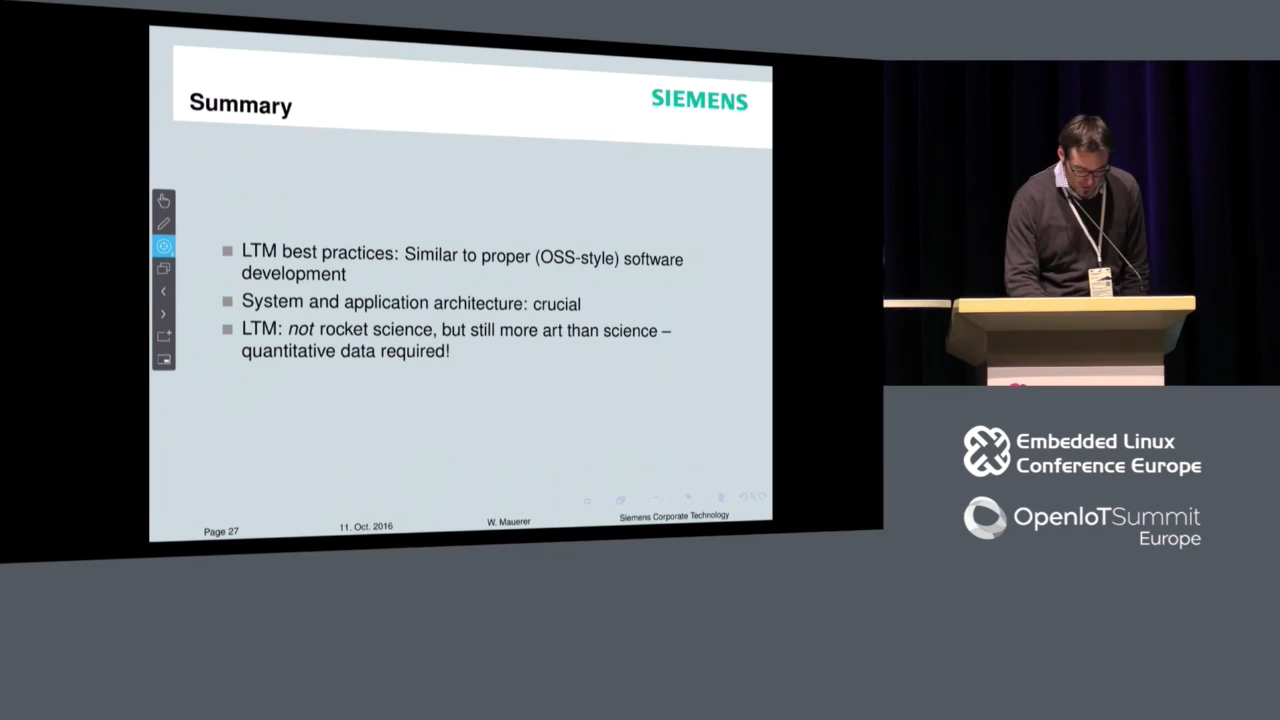 Summary
SIEMENS
LTM best practices: Similar to proper (OSS-style) software
development
System and application architecture: crucial
LTM: not rocket science, but still more art than science –
quantitative data required!
Page 27
11. Oct. 2016
W. Mauerer
Siemens Corporate Technology
Embedded Linux
Conference Europe
OpenIoTSummit
Europe